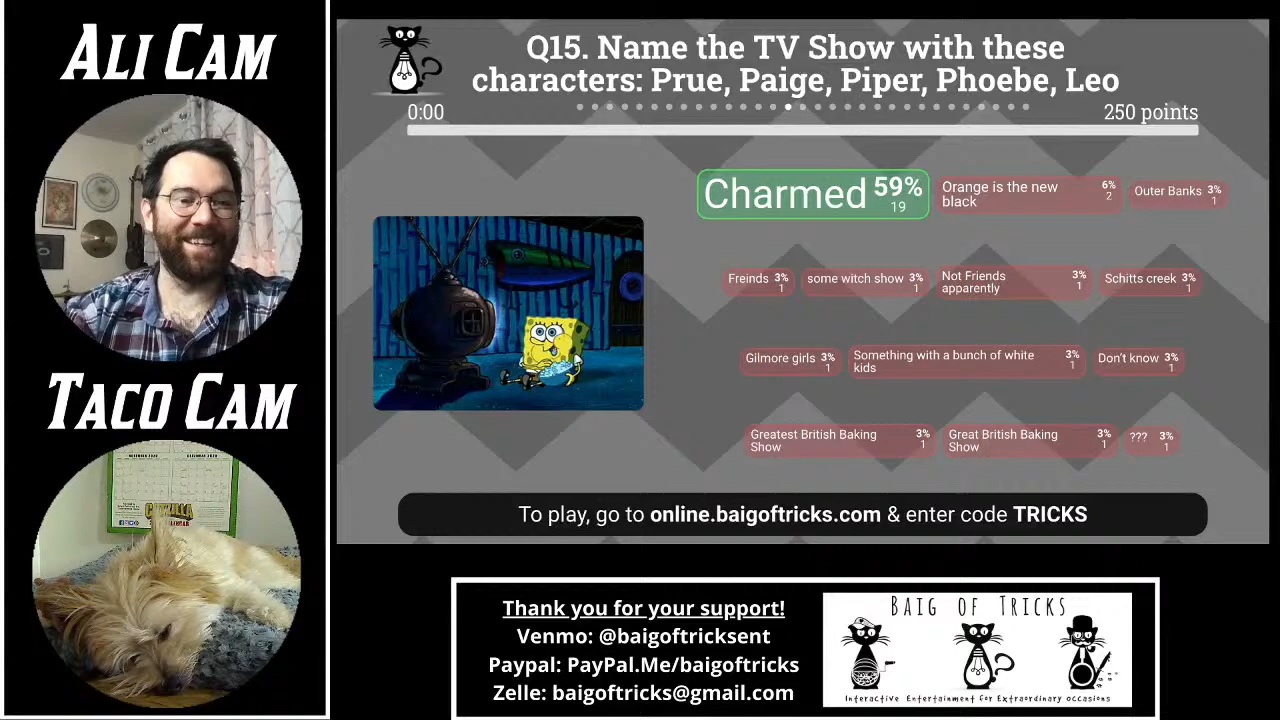 ALI CAM
TACO CAM
Q15. Name the TV Show with these
characters: Prue, Paige, Piper, Phoebe, Leo
0:00
250 points
Charmed 59%
19
Orange is the new
black
6%
2
Outer Banks 3%
1
Freinds 3%
1
some witch show 3%
1
Not Friends
apparently
3%
1
Schitts creek 3%
1
Gilmore girls 3%
1
Something with a bunch of white
kids
3%
1
Don't know 3%
1
Greatest British Baking
Show
3%
1
Great British Baking
Show
3%
1
??? 3%
1
To play, go to online.baigoftricks.com & enter code TRICKS
Thank you for your support!
Venmo: @baigoftricksent
Paypal: PayPal.Me/baigoftricks
Zelle: baigoftricks@gmail.com
BAIG OF TRICKS
Interactive Entertainment for Extraordinary occasions